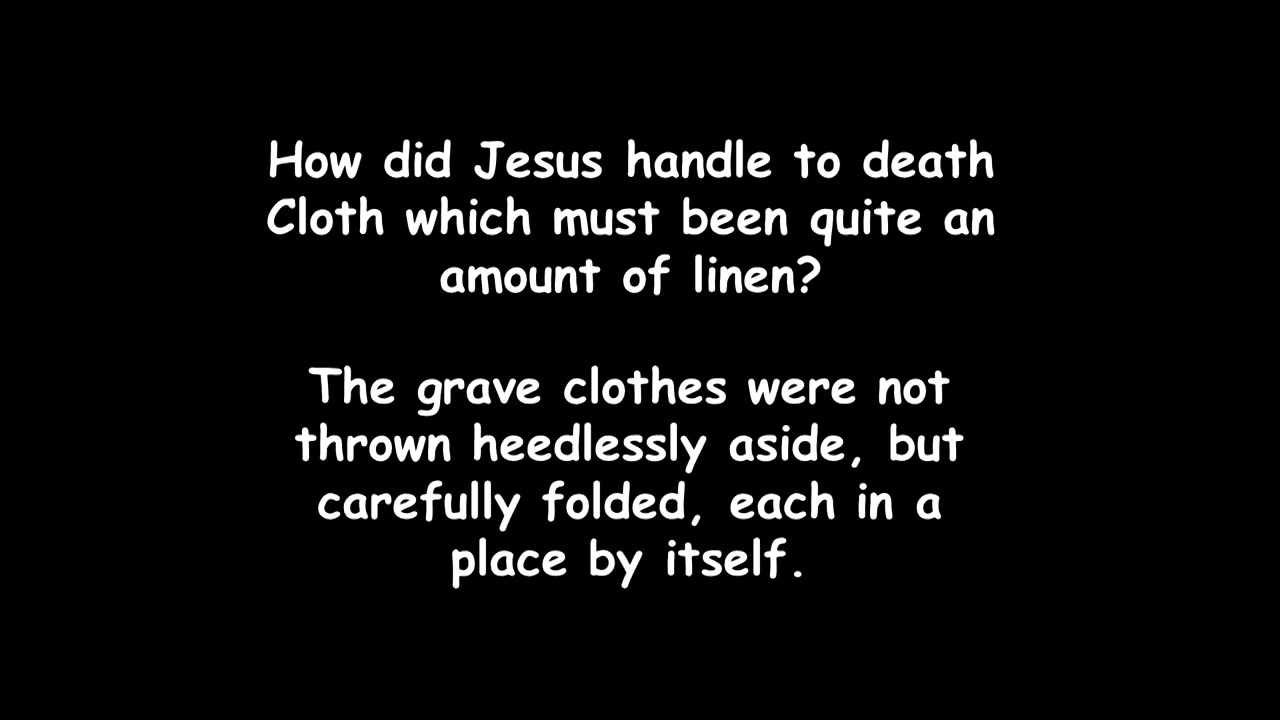 How did Jesus handle to death
Cloth which must been quite an
amount of linen?
The grave clothes were not
thrown heedlessly aside, but
carefully folded, each in a
place by itself.